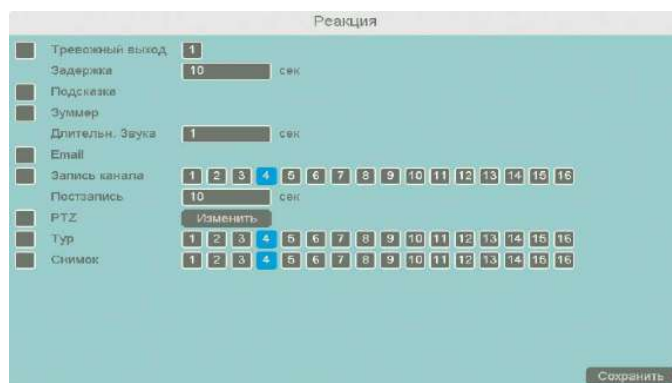 Реакция
Тревожный выход 1
Задержка 10 сек
Подсказка
Зуммер
Длительн. Звука 1 сек
Email
Запись канала 1 2 3 4 5 6 7 8 9 10 11 12 13 14 15 16
Постзапись 10 сек
PTZ Изменить
Тур 1 2 3 4 5 6 7 8 9 10 11 12 13 14 15 16
Снимок 1 2 3 4 5 6 7 8 9 10 11 12 13 14 15 16
Сохранить